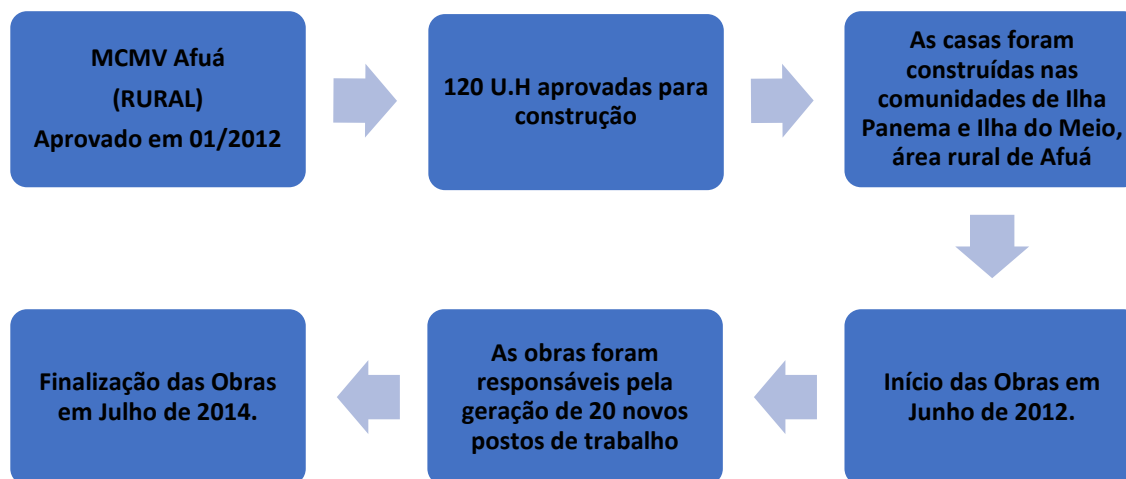 MCMV Afuá
(RURAL)
Aprovado em 01/2012
120 U.H aprovadas para
construção
As casas foram
construídas nas
comunidades de Ilha
Panema e Ilha do Meio,
área rural de Afuá
Início das Obras em
Junho de 2012.
As obras foram
responsáveis pela
geração de 20 novos
postos de trabalho
Finalização das Obras
em Julho de 2014.